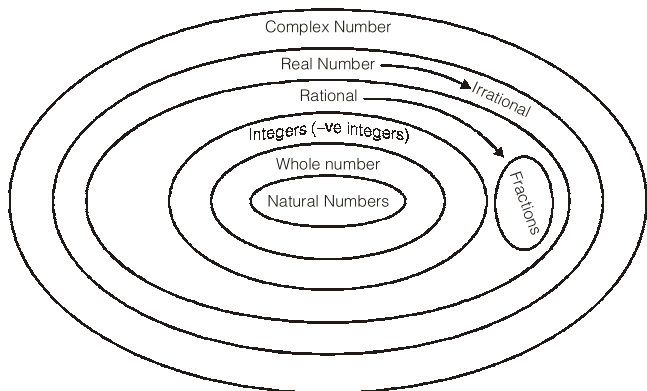 Complex Number
Real Number
Irrational
Rational
Integers (–ve integers)
Whole number
Natural Numbers
Fractions